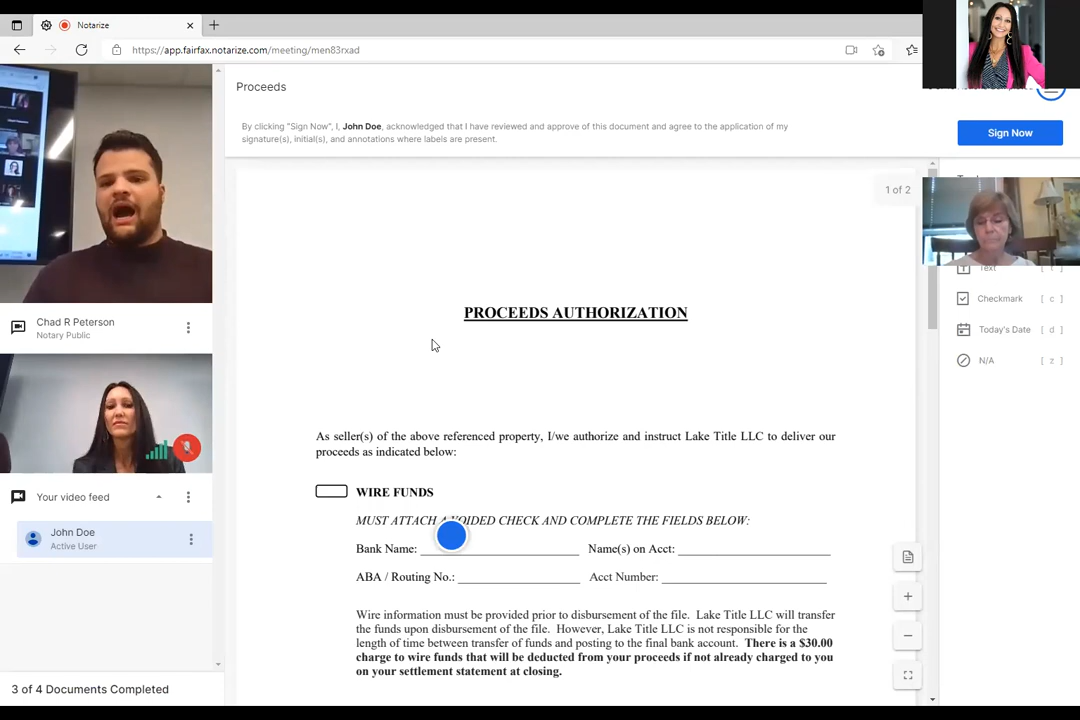 Notarize
https://app.fairfax.notarize.com/meeting/men83rxad
Proceeds
By clicking "Sign Now", I, John Doe, acknowledged that I have reviewed and approve of this document and agree to the application of my
signature(s), initial(s), and annotations where labels are present.
Sign Now
1 of 2
Chad R Peterson
Notary Public
Your video feed
John Doe
Active User
3 of 4 Documents Completed
PROCEEDS AUTHORIZATION
As seller(s) of the above referenced property, I/we authorize and instruct Lake Title LLC to deliver our
proceeds as indicated below:
WIRE FUNDS
MUST ATTACH A VOIDED CHECK AND COMPLETE THE FIELDS BELOW:
Bank Name: Name(s) on Acct:
ABA / Routing No.: Acct Number:
Wire information must be provided prior to disbursement of the file. Lake Title LLC will transfer
the funds upon disbursement of the file. However, Lake Title LLC is not responsible for the
length of time between transfer of funds and posting to the final bank account. There is a $30.00
charge to wire funds that will be deducted from your proceeds if not already charged to you
on your settlement statement at closing.
Text
Checkmark [ c ]
Today's Date [ d ]
N/A [ z ]